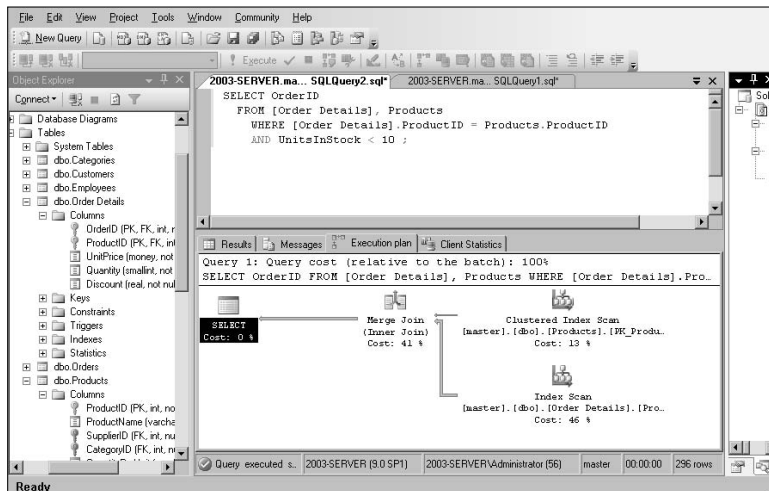 File Edit View Project Tools Window Community Help
New Query
Execute
Object Explorer
Connect
Database Diagrams
Tables
System Tables
dbo.Categories
dbo.Customers
dbo.Employees
dbo.Order Details
Columns
OrderID (PK, FK, int, r
ProductID (PK, FK, int
UnitPrice (money, not
Quantity (smallint, not
Discount (real, not nul
Keys
Constraints
Triggers
Indexes
Statistics
dbo.Orders
dbo.Products
Columns
ProductID (PK, int, no
ProductName (varcha
SupplierID (FK, int, nu
CategoryID (FK, int, n
2003-SERVER.ma... SQLQuery2.sql* 2003-SERVER.ma... SQLQuery1.sql*
SELECT OrderID
FROM [Order Details], Products
WHERE [Order Details].ProductID = Products.ProductID
AND UnitsInStock < 10 ;
Results Messages Execution plan Client Statistics
Query 1: Query cost (relative to the batch): 100%
SELECT OrderID FROM [Order Details], Products WHERE [Order Details].Pro…
SELECT
Cost: 0 %
Merge Join
(Inner Join)
Cost: 41 %
Clustered Index Scan
[master].[dbo].[Products].[PK_Produ…
Cost: 13 %
Index Scan
[master].[dbo].[Order Details].[Pro…
Cost: 46 %
Query executed s.. 2003-SERVER (9.0 SP1) 2003-SERVER\Administrator (56) master 00:00:00 296 rows
Sol
Ready